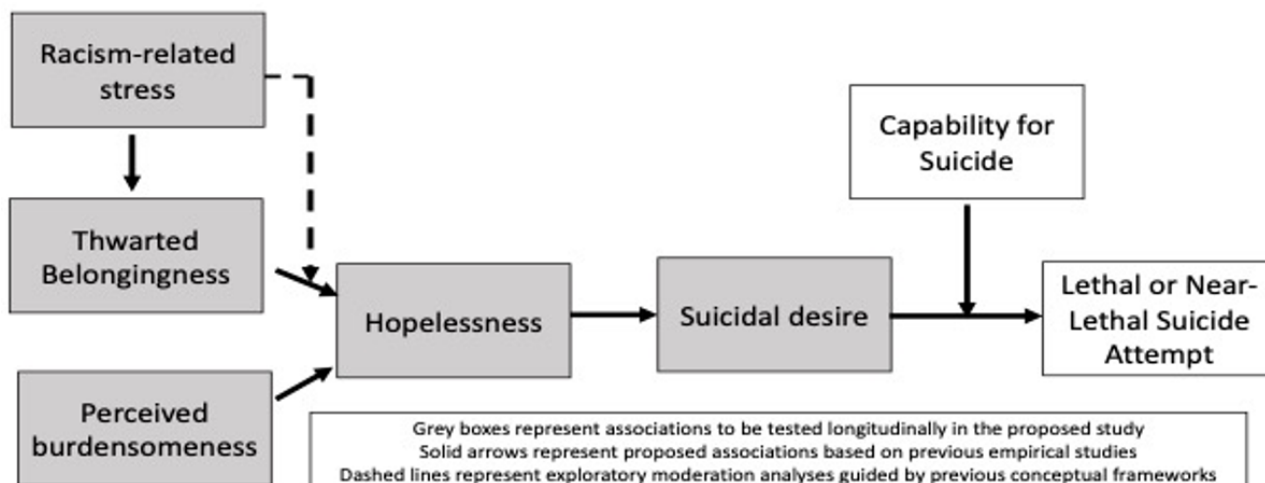 Racism-related
stress
Capability for
Suicide
Thwarted
Belongingness
Hopelessness
Suicidal desire
Lethal or Near-
Lethal Suicide
Attempt
Perceived
burdensomeness
Grey boxes represent associations to be tested longitudinally in the proposed study
Solid arrows represent proposed associations based on previous empirical studies
Dashed lines represent exploratory moderation analyses guided by previous conceptual frameworks